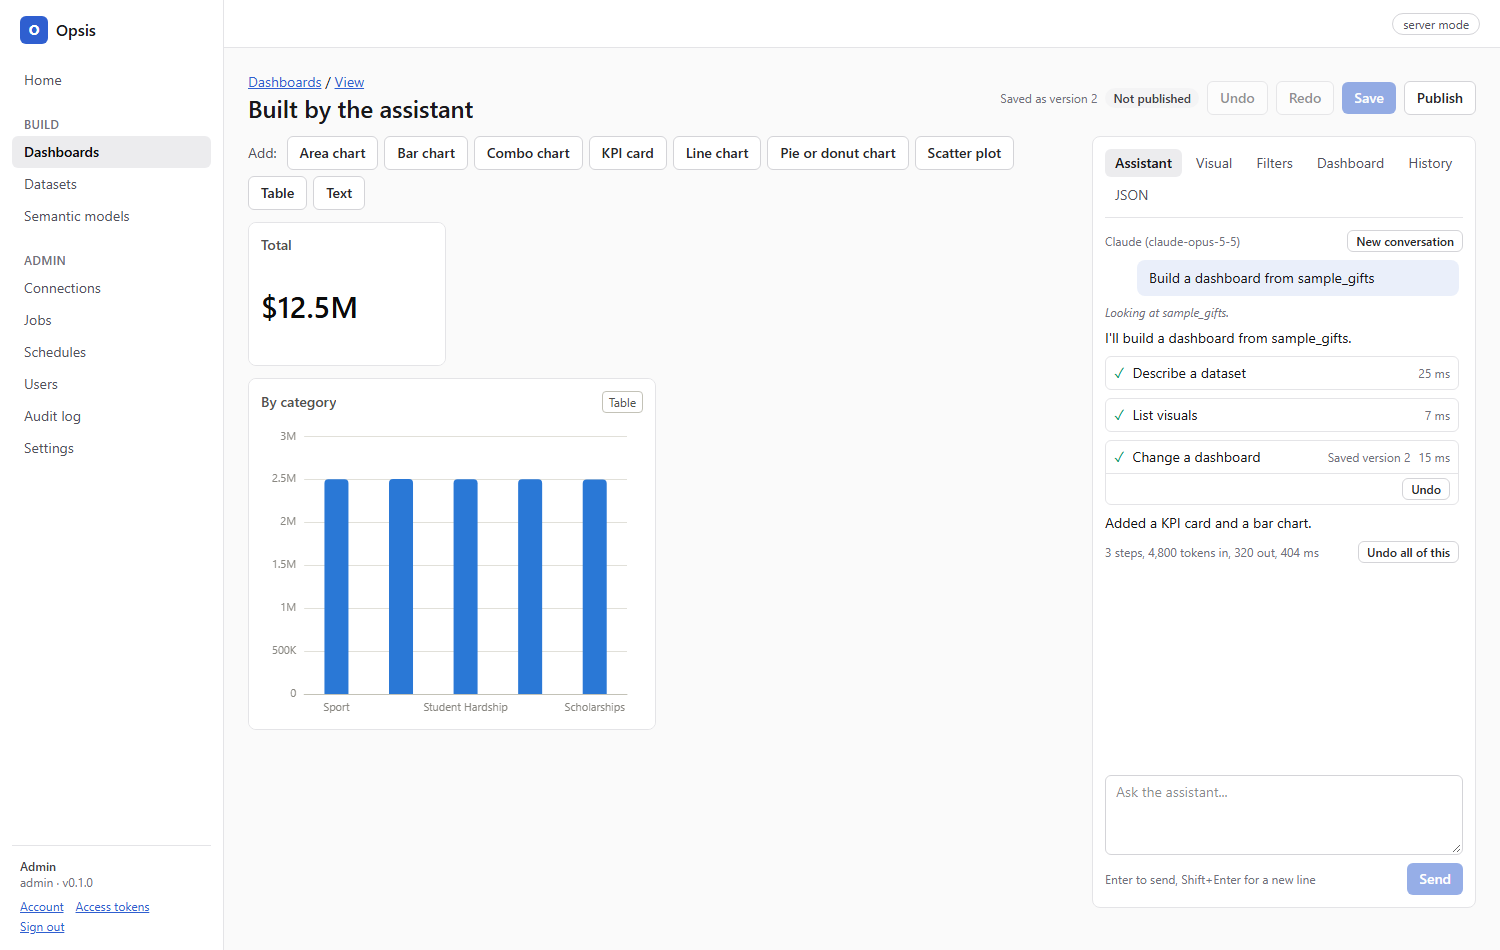 O Opsis
server mode
Home
BUILD
Dashboards
Datasets
Semantic models
ADMIN
Connections
Jobs
Schedules
Users
Audit log
Settings
Admin
admin · v0.1.0
Account Access tokens
Sign out
Dashboards / View
Built by the assistant
Saved as version 2 Not published Undo Redo Save Publish
Add: Area chart Bar chart Combo chart KPI card Line chart Pie or donut chart Scatter plot
Table Text
Total
$12.5M
By category Table
3M
2.5M
2M
1.5M
1M
500K
0
Sport Student Hardship Scholarships
Assistant Visual Filters Dashboard History
JSON
Claude (claude-opus-5-5) New conversation
Build a dashboard from sample_gifts
Looking at sample_gifts.
I'll build a dashboard from sample_gifts.
✓ Describe a dataset 25 ms
✓ List visuals 7 ms
✓ Change a dashboard Saved version 2 15 ms
Undo
Added a KPI card and a bar chart.
3 steps, 4,800 tokens in, 320 out, 404 ms Undo all of this
Ask the assistant...
Enter to send, Shift+Enter for a new line Send